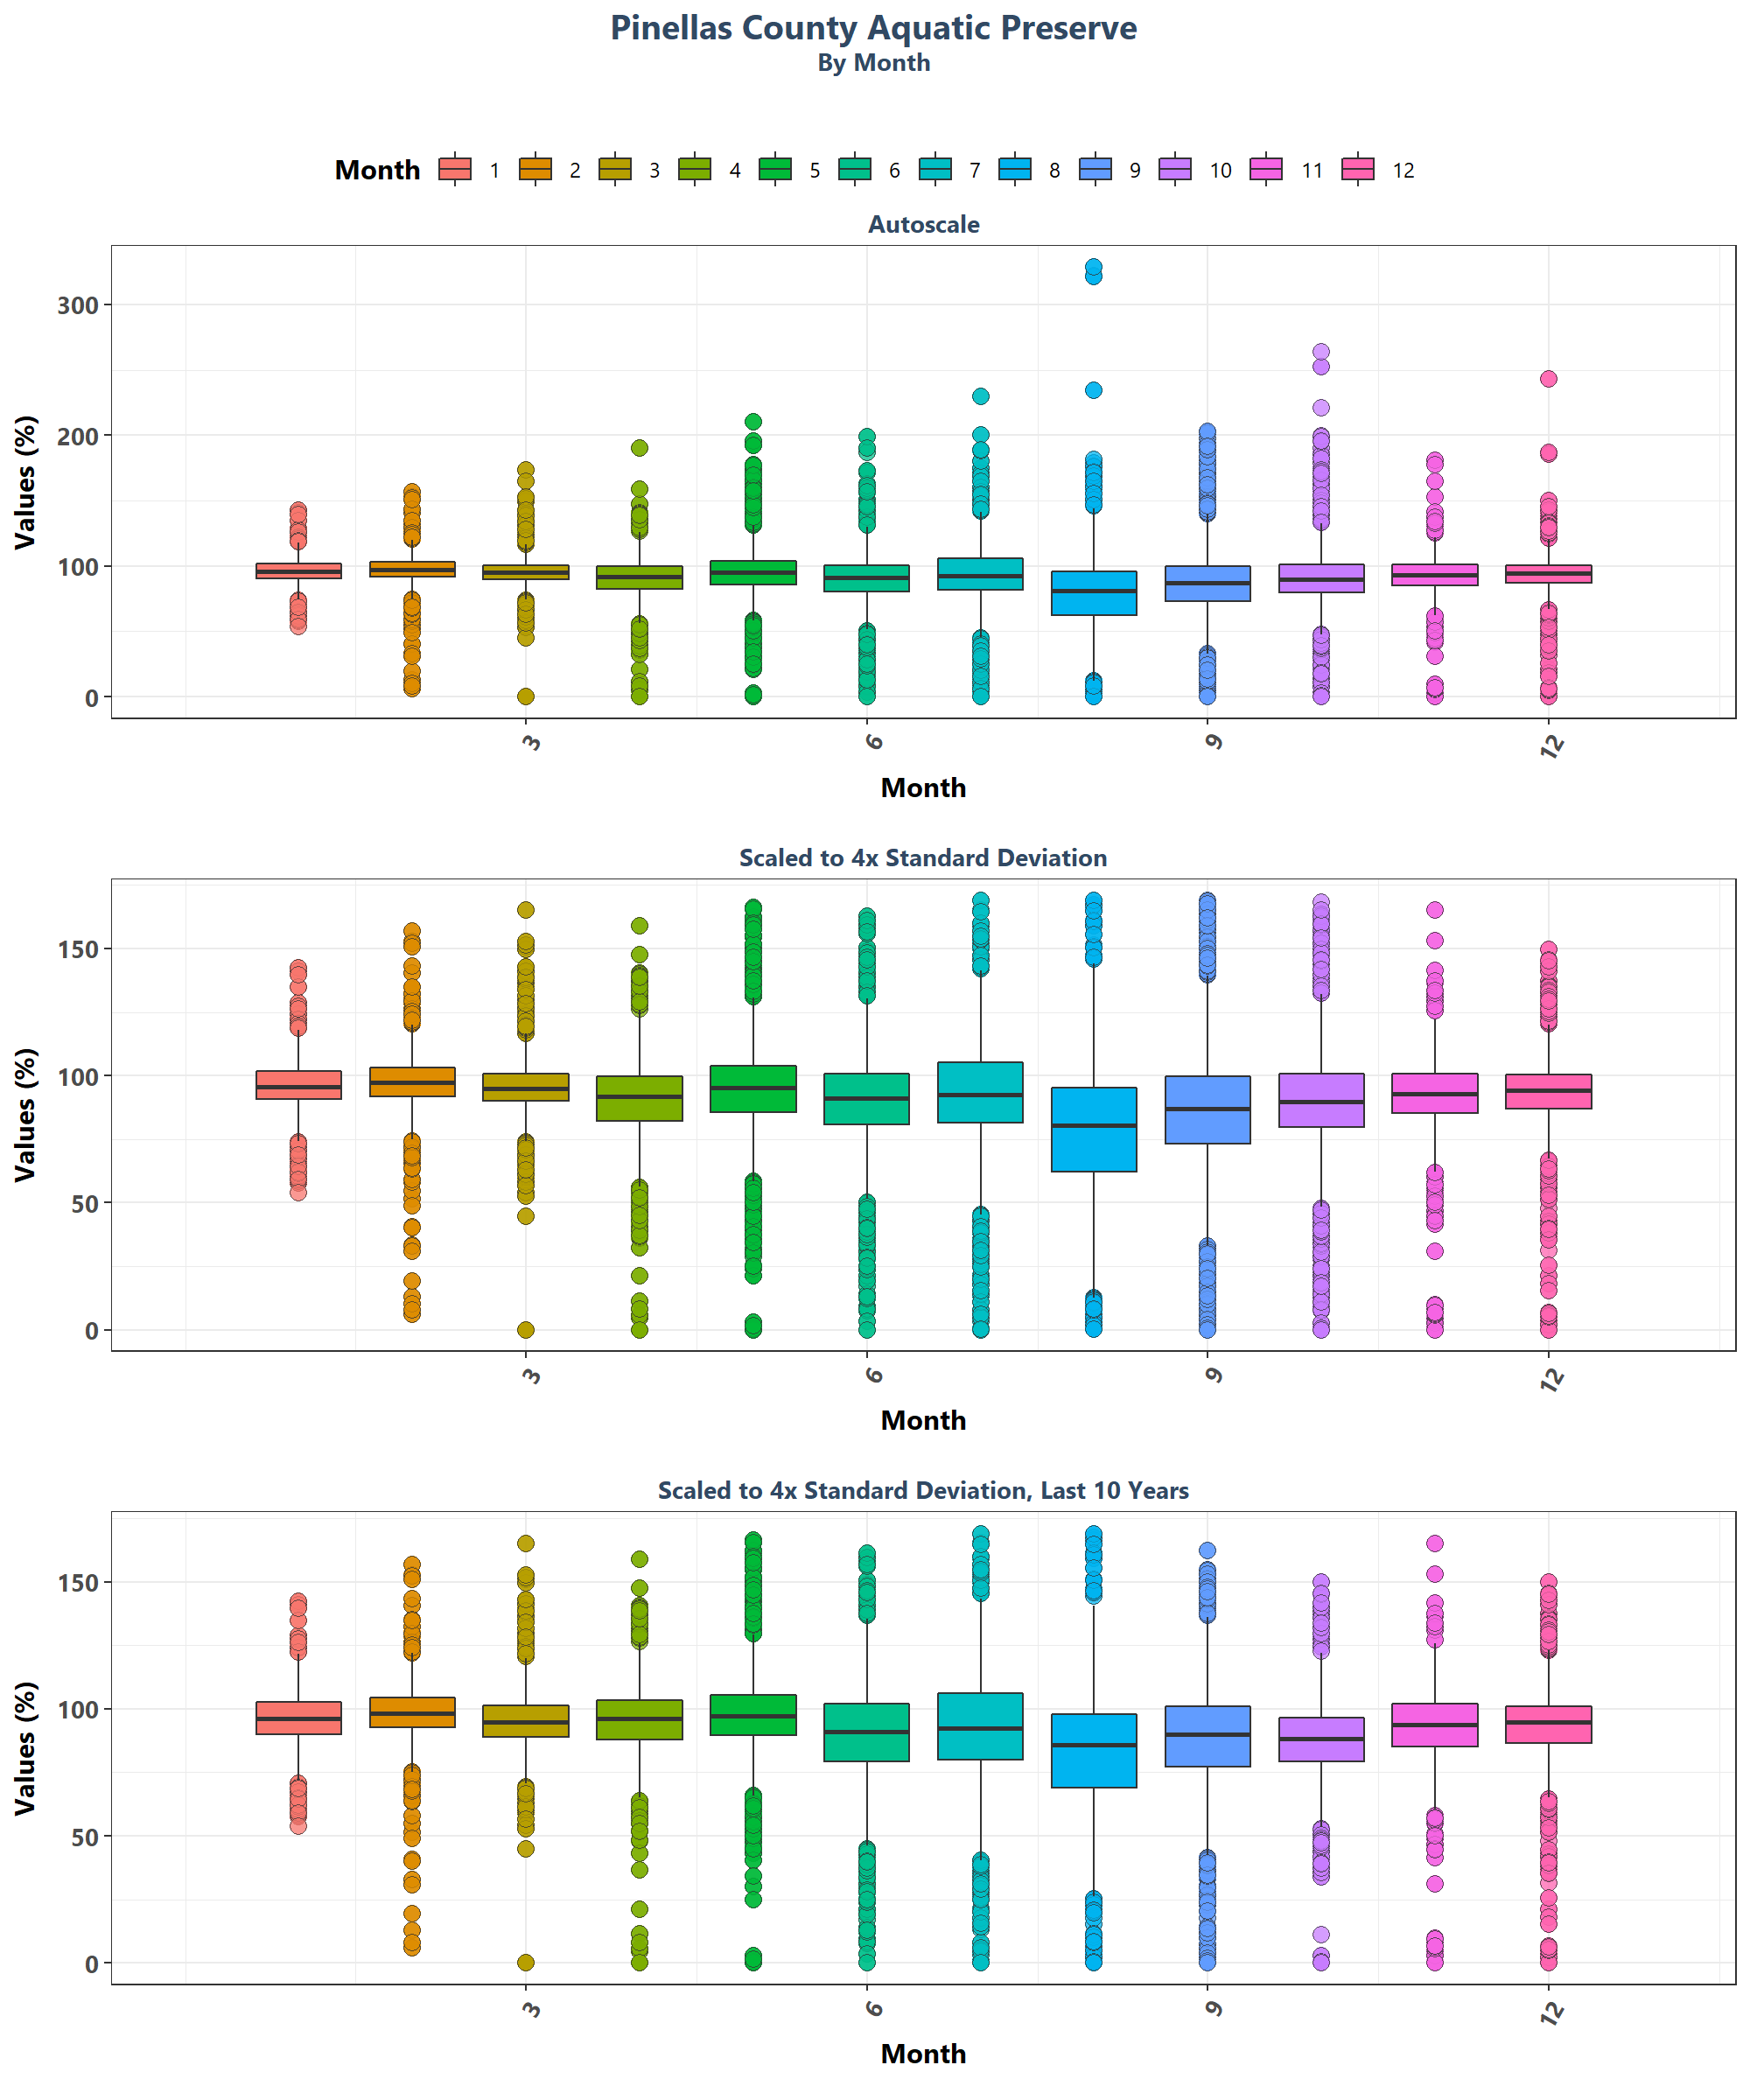 Pinellas County Aquatic Preserve
By Month
Month 1 2 3 4 5 6 7 8 9 10 11 12
Autoscale
Values (%)
300
200
100
0
3 6 9 12
Month
Scaled to 4x Standard Deviation
Values (%)
150
100
50
0
3 6 9 12
Month
Scaled to 4x Standard Deviation, Last 10 Years
Values (%)
150
100
50
0
3 6 9 12
Month